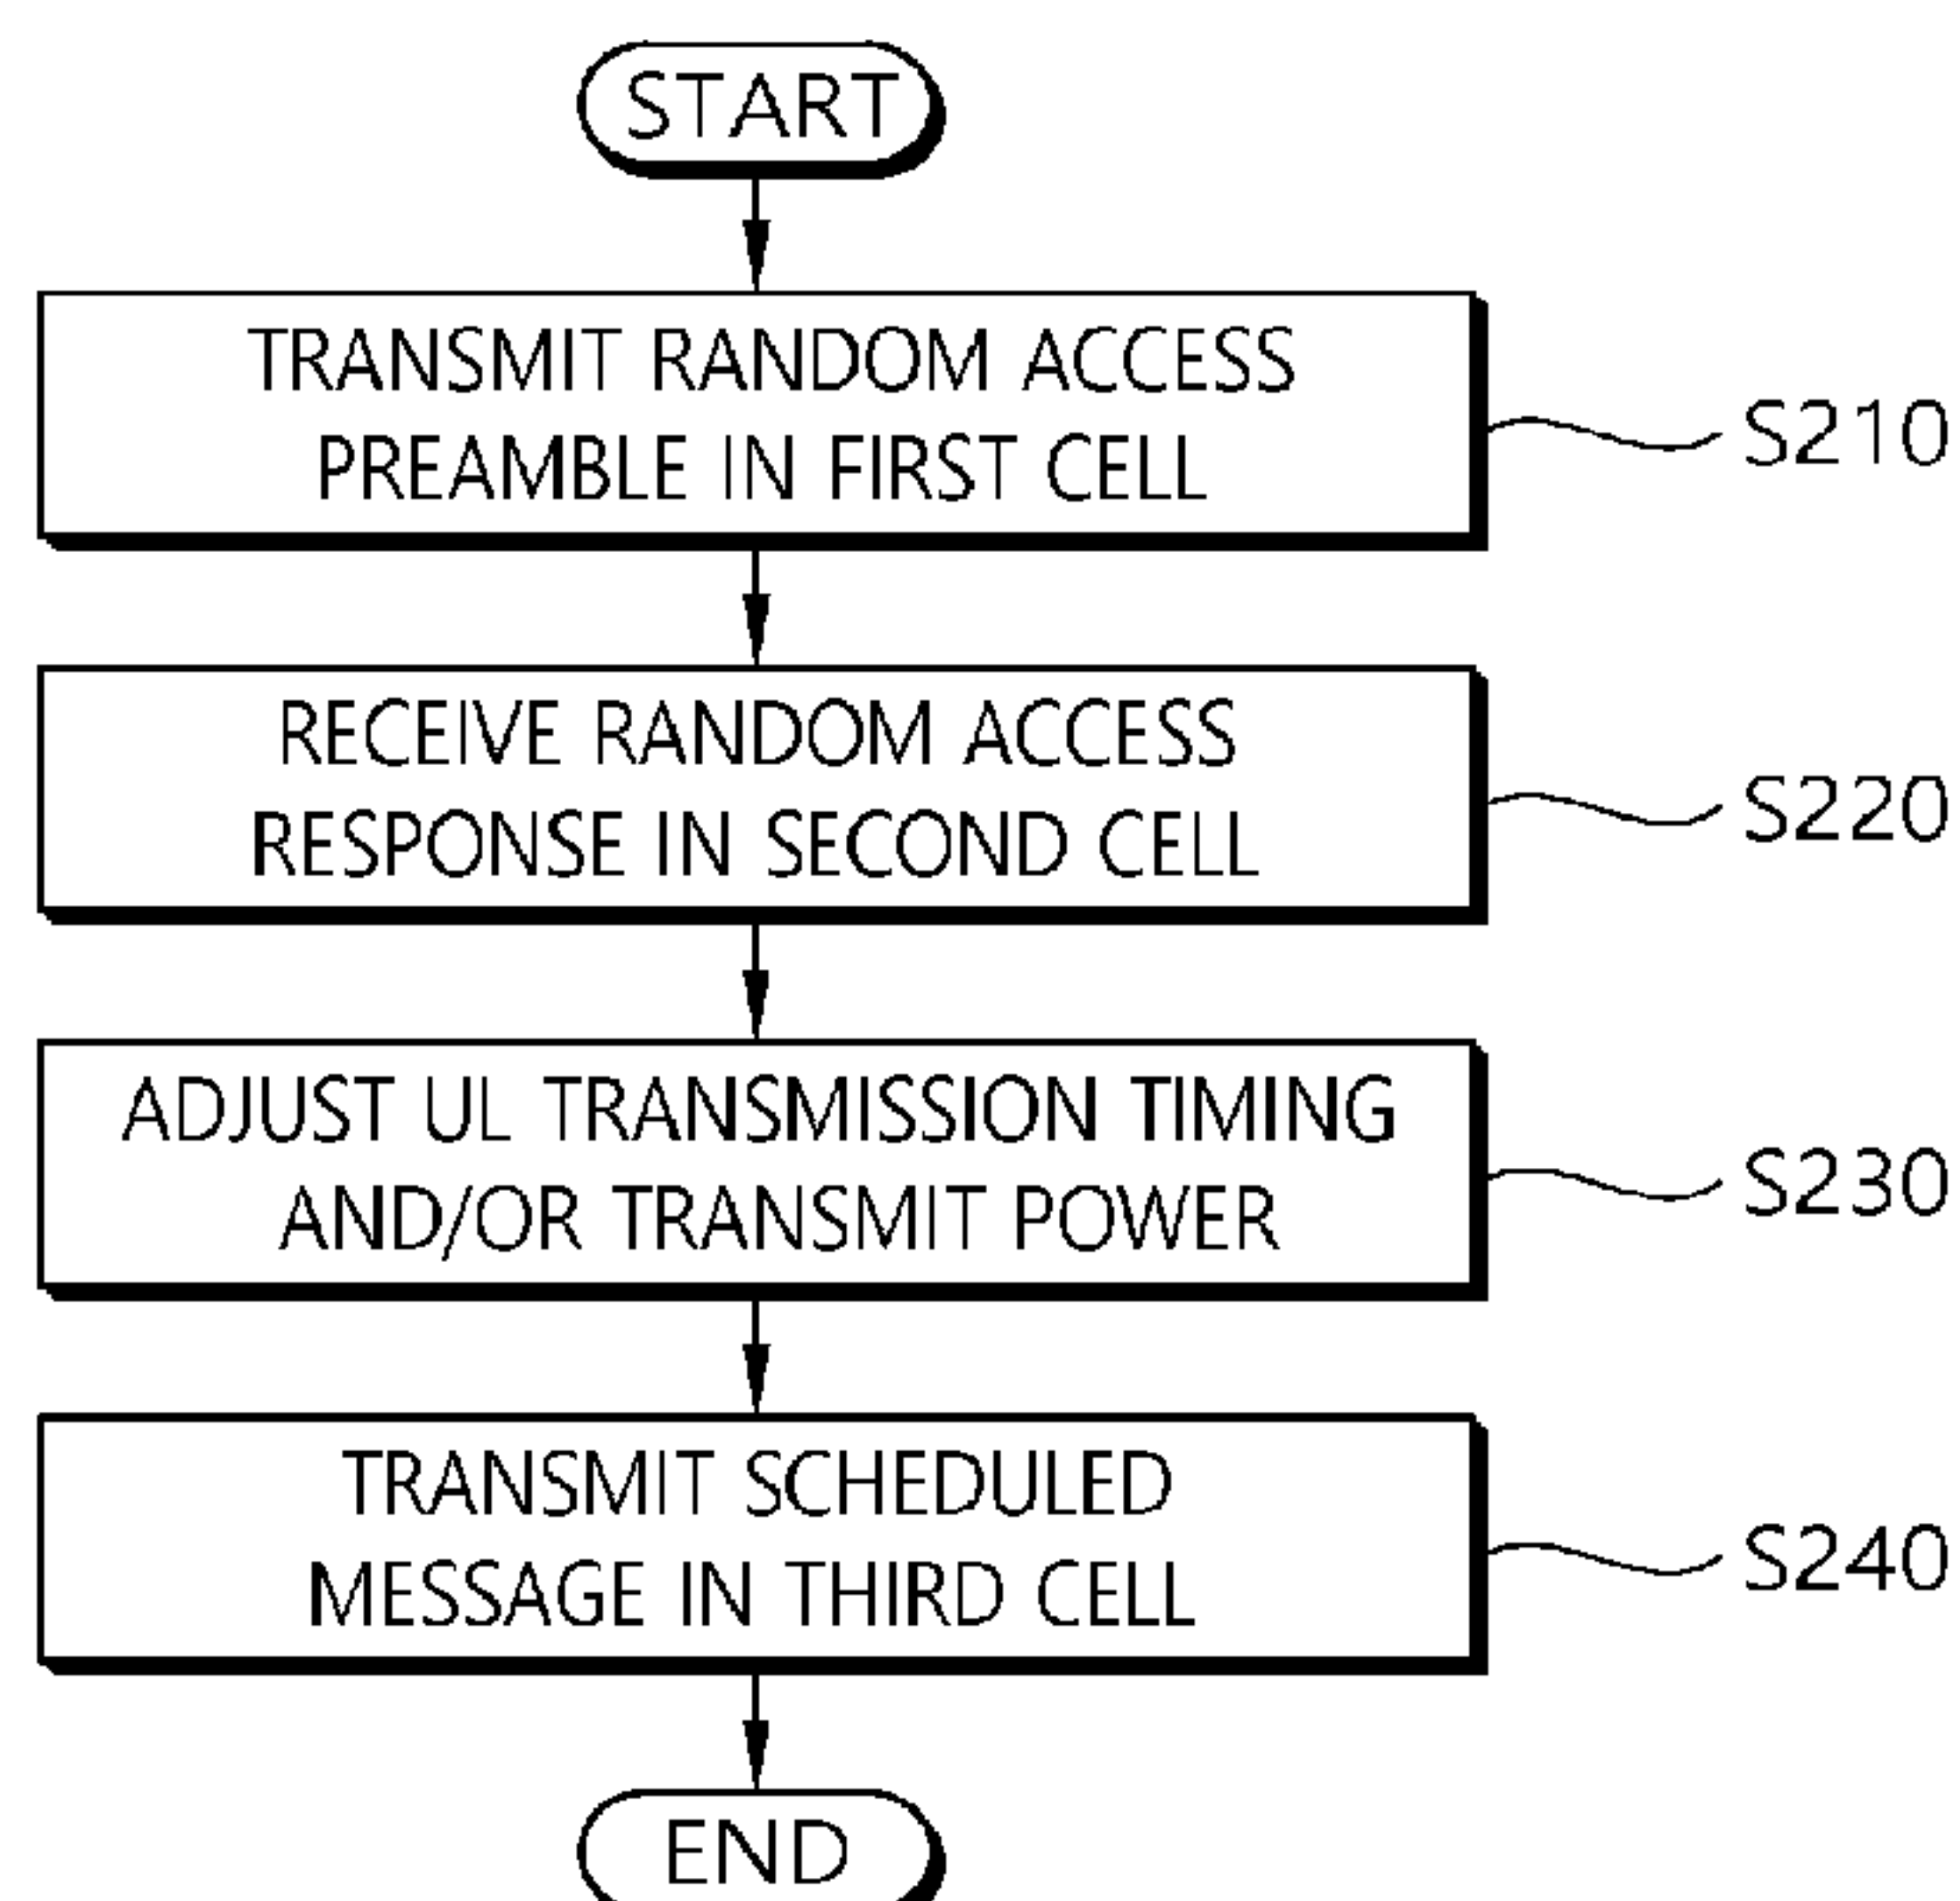 START
TRANSMIT RANDOM ACCESS
PREAMBLE IN FIRST CELL
S210
RECEIVE RANDOM ACCESS
RESPONSE IN SECOND CELL
S220
ADJUST UL TRANSMISSION TIMING
AND/OR TRANSMIT POWER
S230
TRANSMIT SCHEDULED
MESSAGE IN THIRD CELL
S240
END